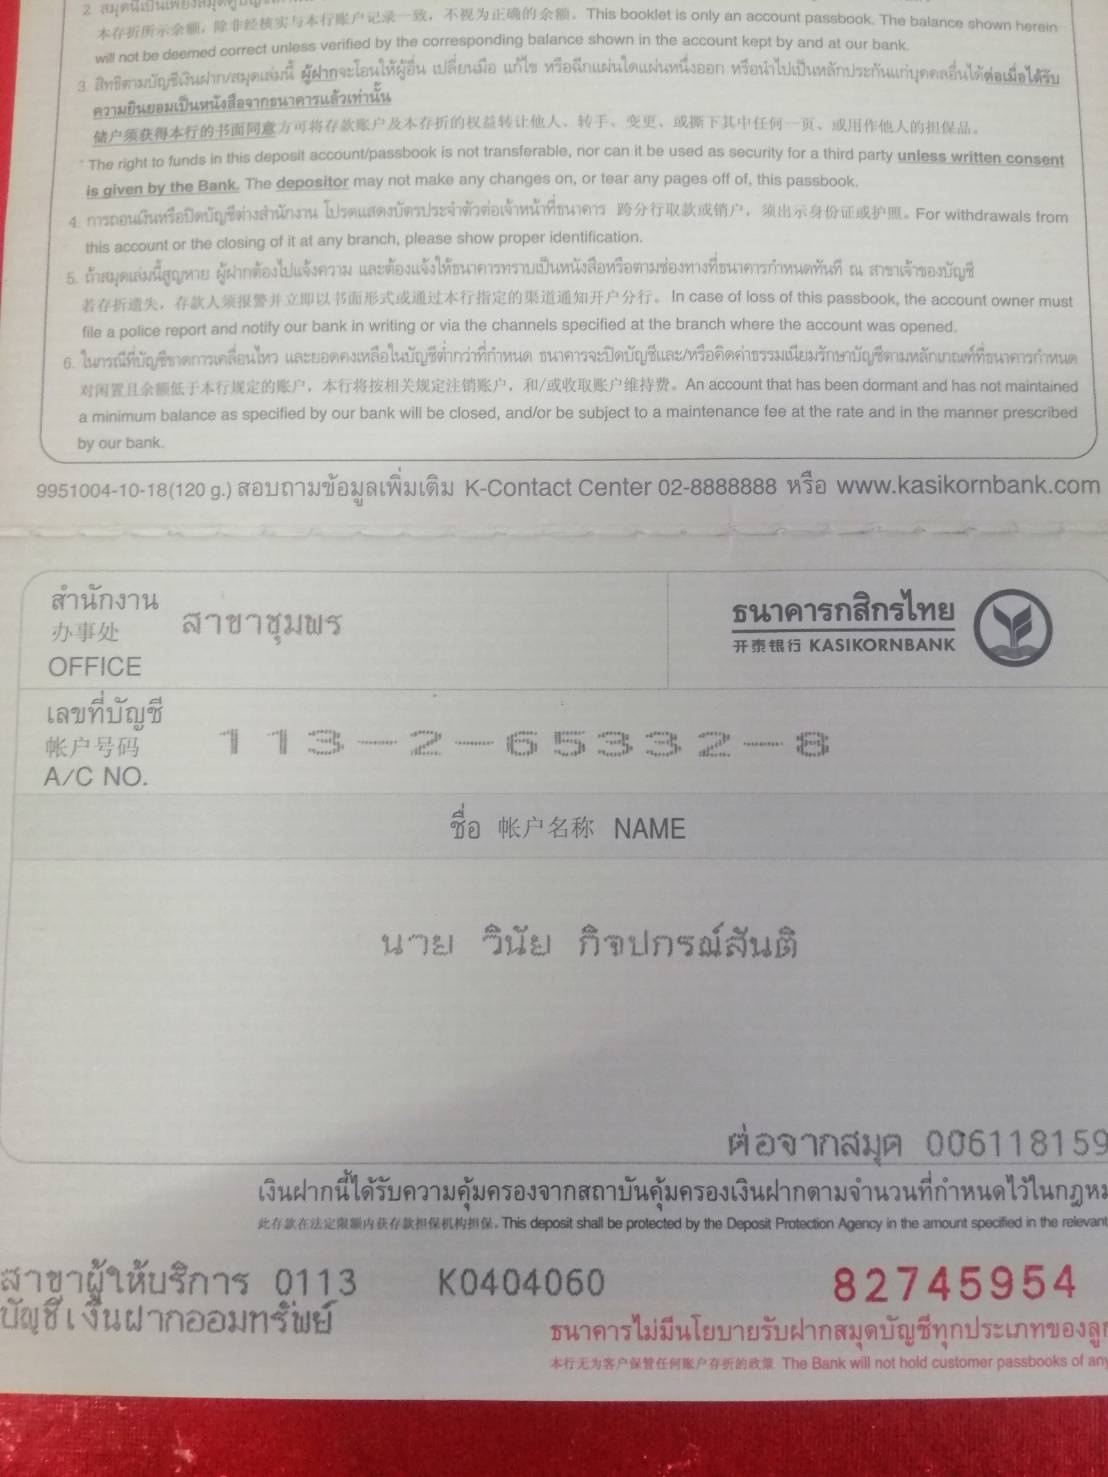 2. สมุดนี้เป็นเพียงสมุดคู่บัญชี
本存折所示余额，除非经核实与本行账户记录一致，不视为正确的余额。This booklet is only an account passbook. The balance shown herein
will not be deemed correct unless verified by the corresponding balance shown in the account kept by and at our bank.
3. สิทธิตามบัญชีเงินฝาก/สมุดเล่มนี้ ผู้ฝากจะโอนให้ผู้อื่น เปลี่ยนมือ แก้ไข หรือฉีกแผ่นใดแผ่นหนึ่งออก หรือนำไปเป็นหลักประกันแก่บุคคลอื่นได้ต่อเมื่อได้รับ
ความยินยอมเป็นหนังสือจากธนาคารแล้วเท่านั้น
储户须获得本行的书面同意方可将存款账户及本存折的权益转让他人、转手、变更、或撕下其中任何一页、或用作他人的担保品。
The right to funds in this deposit account/passbook is not transferable, nor can it be used as security for a third party unless written consent
is given by the Bank. The depositor may not make any changes on, or tear any pages off of, this passbook.
4. การถอนเงินหรือปิดบัญชีต่างสำนักงาน โปรดแสดงบัตรประจำตัวต่อเจ้าหน้าที่ธนาคาร 跨分行取款或销户，须出示身份证或护照。For withdrawals from
this account or the closing of it at any branch, please show proper identification.
5. ถ้าสมุดเล่มนี้สูญหาย ผู้ฝากต้องไปแจ้งความ และต้องแจ้งให้ธนาคารทราบเป็นหนังสือหรือตามช่องทางที่ธนาคารกำหนดทันที ณ สาขาเจ้าของบัญชี
若存折遗失，存款人须报警并立即以书面形式或通过本行指定的渠道通知开户分行。In case of loss of this passbook, the account owner must
file a police report and notify our bank in writing or via the channels specified at the branch where the account was opened.
6. ในกรณีที่บัญชีขาดการเคลื่อนไหว และยอดคงเหลือในบัญชีต่ำกว่าที่กำหนด ธนาคารจะปิดบัญชีและ/หรือคิดค่าธรรมเนียมรักษาบัญชีตามหลักเกณฑ์ที่ธนาคารกำหนด
对闲置且余额低于本行规定的账户，本行将按相关规定注销账户，和/或收取账户维持费。An account that has been dormant and has not maintained
a minimum balance as specified by our bank will be closed, and/or be subject to a maintenance fee at the rate and in the manner prescribed
by our bank.
9951004-10-18(120 g.) สอบถามข้อมูลเพิ่มเติม K-Contact Center 02-8888888 หรือ www.kasikornbank.com
สำนักงาน
办事处 สาขาชุมพร
OFFICE
ธนาคารกสิกรไทย
开泰银行 KASIKORNBANK
เลขที่บัญชี
帐户号码 113-2-65332-8
A/C NO.
ชื่อ 帐户名称 NAME
นาย วินัย กิจปกรณ์สันติ
ต่อจากสมุด 006118159
เงินฝากนี้ได้รับความคุ้มครองจากสถาบันคุ้มครองเงินฝากตามจำนวนที่กำหนดไว้ในกฎหม
此存款在法定限额内获存款担保机构担保。This deposit shall be protected by the Deposit Protection Agency in the amount specified in the relevant
สาขาผู้ให้บริการ 0113 K0404060 82745954
บัญชีเงินฝากออมทรัพย์
ธนาคารไม่มีนโยบายรับฝากสมุดบัญชีทุกประเภทของลูก
本行无为客户保管任何账户存折的政策 The Bank will not hold customer passbooks of any